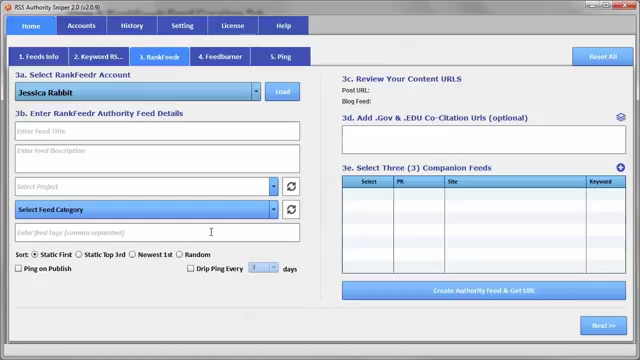 RSS Authority Sniper 2.0 (v2.0.9)
Home
Accounts
History
Setting
License
Help
1. Feeds Info
2. Keyword RS...
3. RankFeedr
4. Feedburner
5. Ping
Reset All
3a. Select RankFeedr Account
Jessica Rabbit
Load
3b. Enter RankFeedr Authority Feed Details
Enter Feed Title
Enter Feed Description
Select Project
Select Feed Category
Enter feed tags (comma separated)
Sort: Static First Static Top 3rd Newest 1st Random
Ping on Publish
Drip Ping Every 3 days
3c. Review Your Content URLS
Post URL:
Blog Feed:
3d. Add .Gov & .EDU Co-Citation Urls (optional)
3e. Select Three (3) Companion Feeds
Select PR Site Keyword
Create Authority Feed & Get URL
Next >>